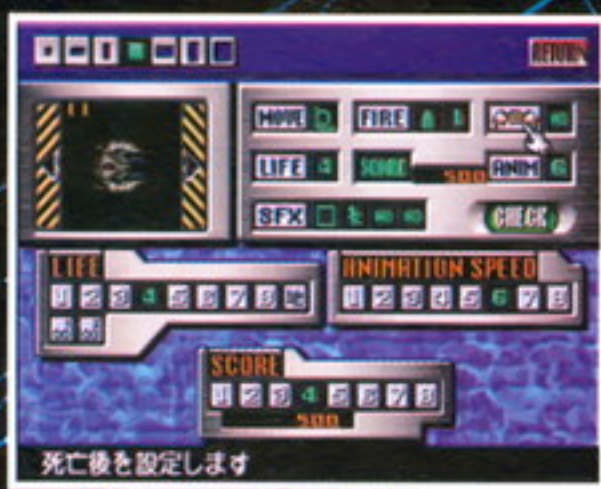 RETURN
MOVE FIRE
LIFE 4 SCORE 500 ANIM 6
SFX CHECK
LIFE
1 2 3 4 5 6 7 8
ANIMATION SPEED
1 2 3 4 5 6 7 8
SCORE
1 2 3 4 5 6 7 8
500
死亡後を設定します